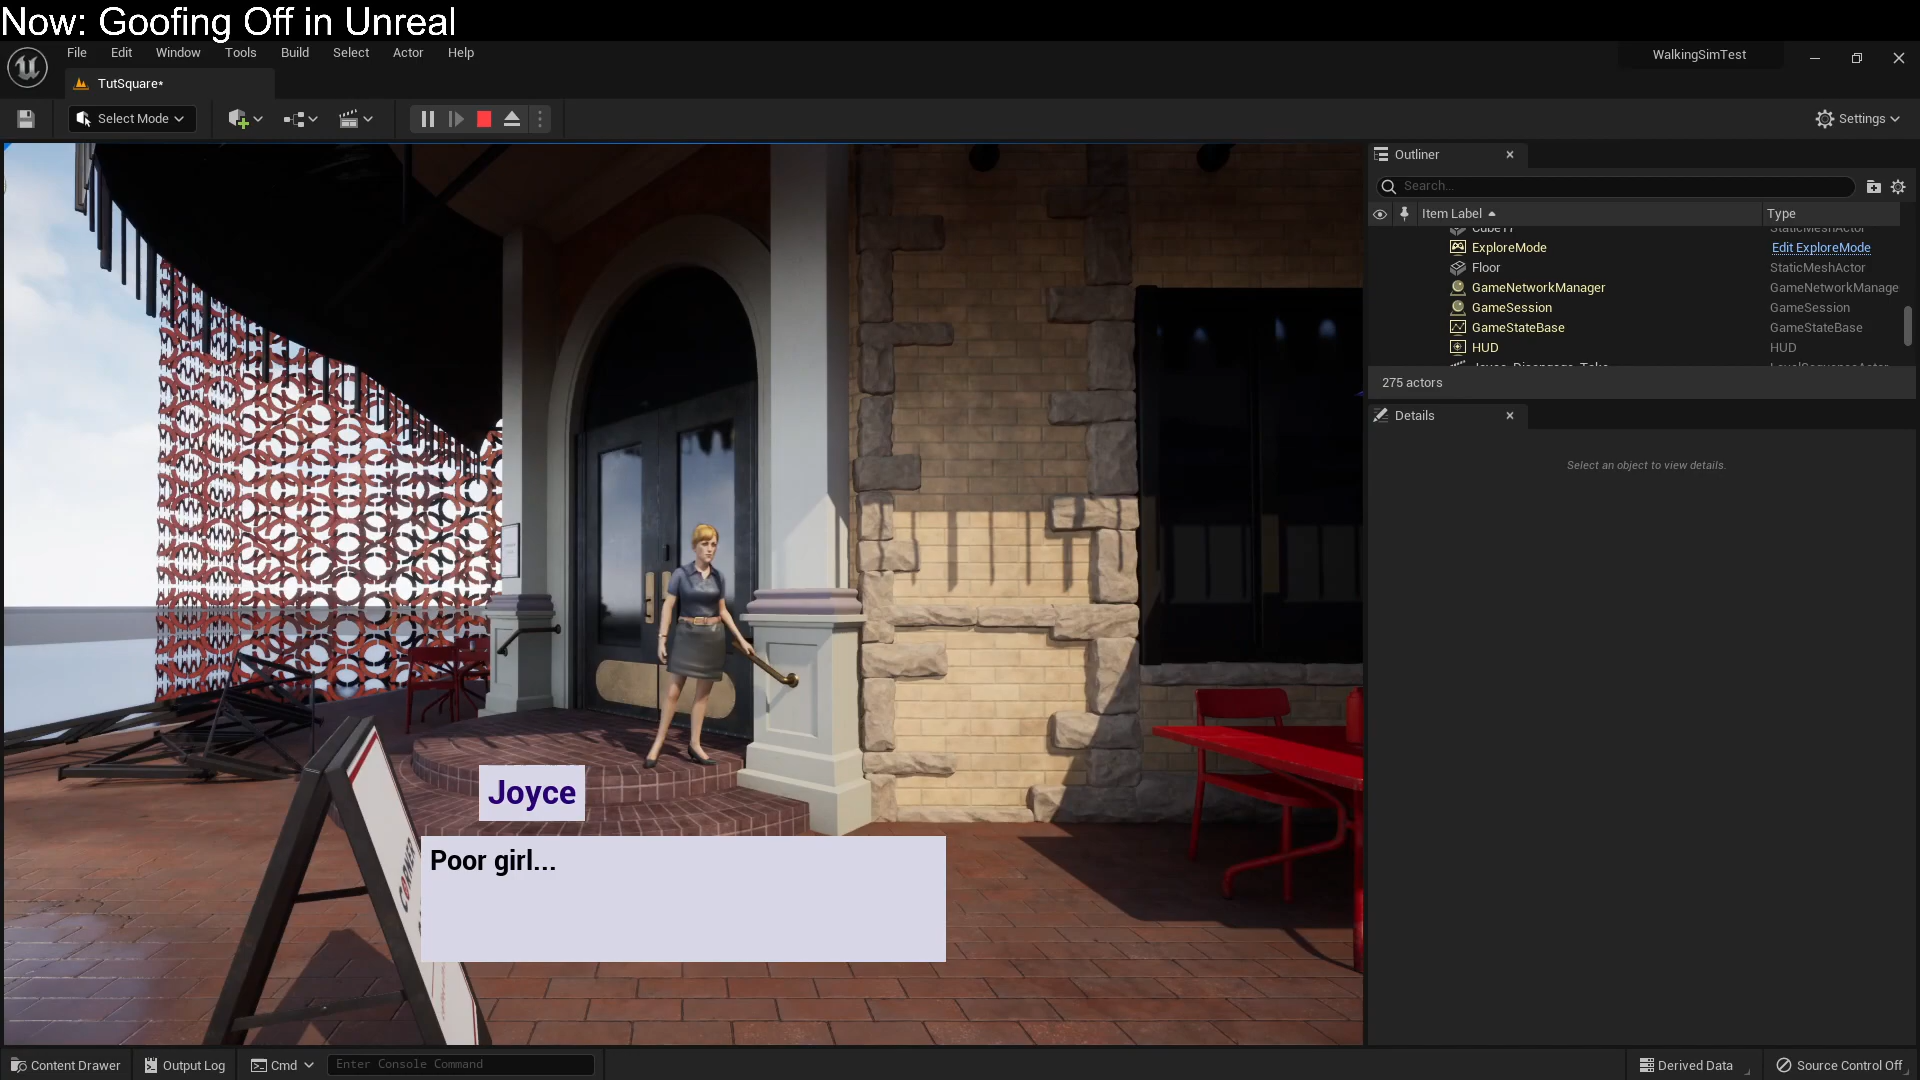 Now: Goofing Off in Unreal
File Edit Window Tools Build Select Actor Help
WalkingSimTest
TutSquare*
Select Mode
Settings
Outliner
Search...
Item Label Type
Cube17 StaticMeshActor
ExploreMode Edit ExploreMode
Floor StaticMeshActor
GameNetworkManager GameNetworkManage
GameSession GameSession
GameStateBase GameStateBase
HUD HUD
275 actors
Details
Select an object to view details.
Joyce
Poor girl...
CORNER
Content Drawer Output Log Cmd Enter Console Command Derived Data Source Control Off